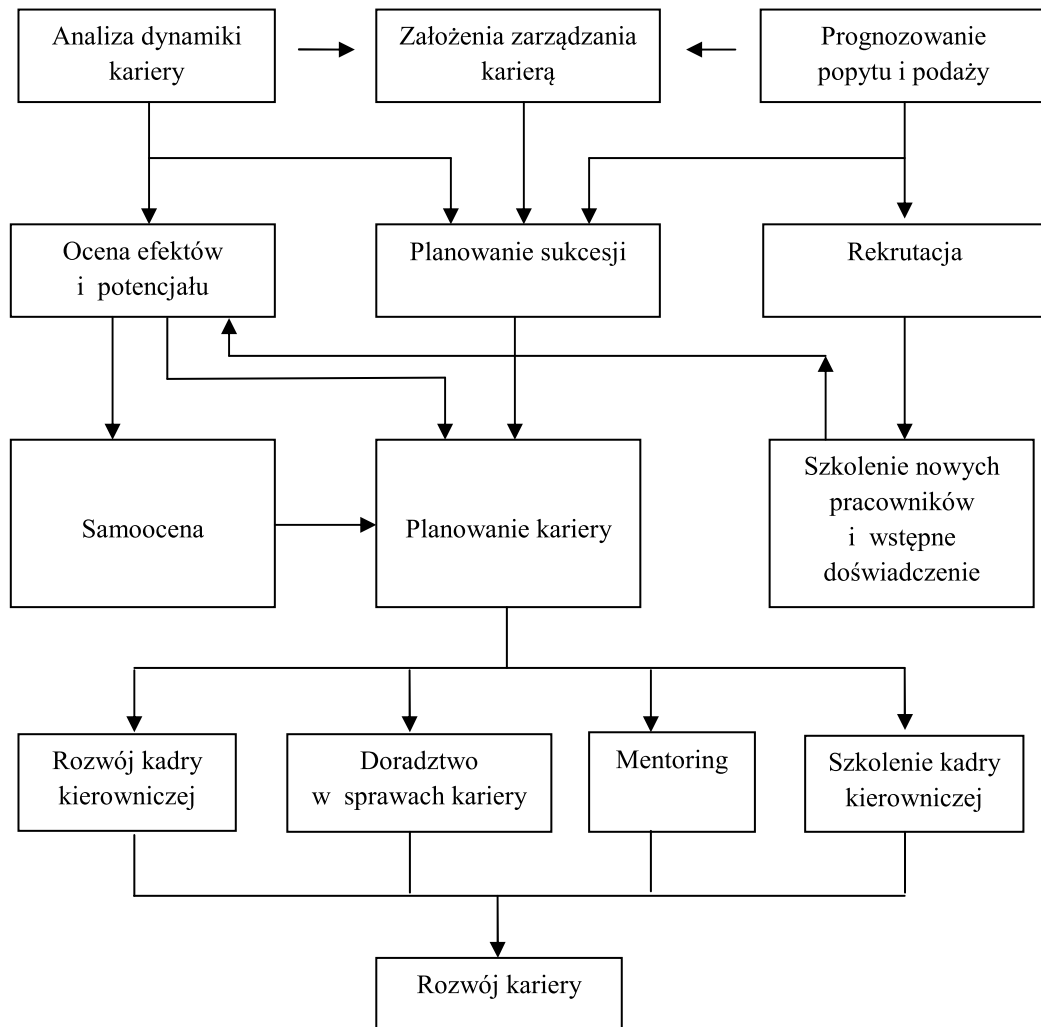 Analiza dynamiki
kariery
Założenia zarządzania
karierą
Prognozowanie
popytu i podaży
Ocena efektów
i potencjału
Planowanie sukcesji
Rekrutacja
Samoocena
Planowanie kariery
Szkolenie nowych
pracowników
i wstępne
doświadczenie
Rozwój kadry
kierowniczej
Doradztwo
w sprawach kariery
Mentoring
Szkolenie kadry
kierowniczej
Rozwój kariery